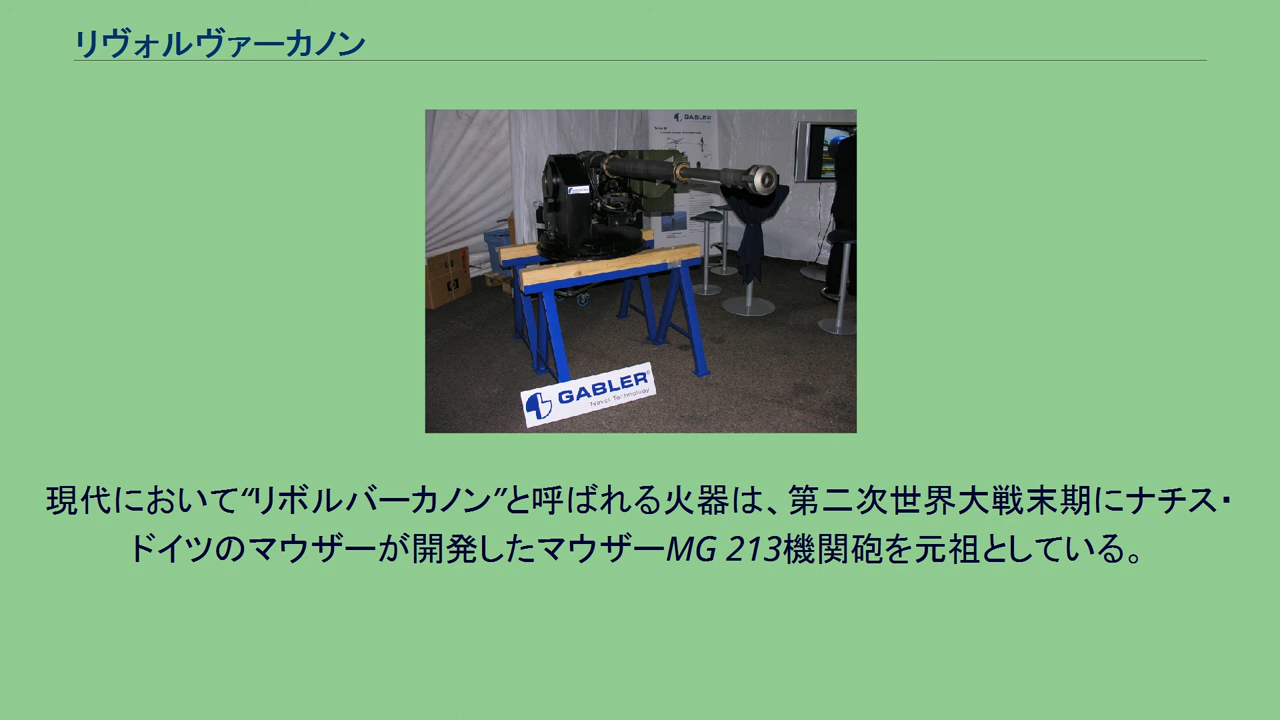 リヴォルヴァーカノン
GABLER
GABLER
Naval Technology
現代において“リボルバーカノン”と呼ばれる火器は、第二次世界大戦末期にナチス・
ドイツのマウザーが開発したマウザーMG 213機関砲を元祖としている。